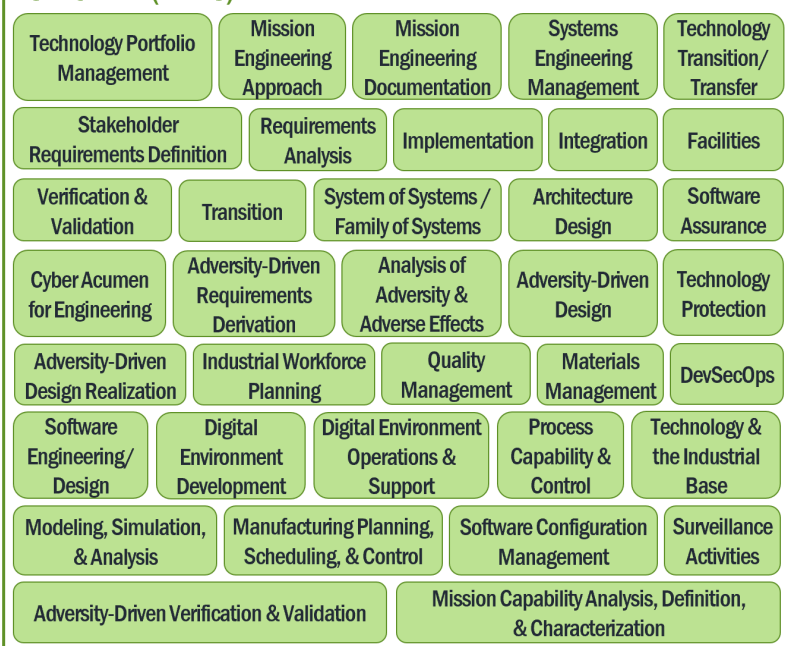 Technology Portfolio
Management
Mission
Engineering
Approach
Mission
Engineering
Documentation
Systems
Engineering
Management
Technology
Transition/
Transfer
Stakeholder
Requirements Definition
Requirements
Analysis
Implementation
Integration
Facilities
Verification &
Validation
Transition
System of Systems /
Family of Systems
Architecture
Design
Software
Assurance
Cyber Acumen
for Engineering
Adversity-Driven
Requirements
Derivation
Analysis of
Adversity &
Adverse Effects
Adversity-Driven
Design
Technology
Protection
Adversity-Driven
Design Realization
Industrial Workforce
Planning
Quality
Management
Materials
Management
DevSecOps
Software
Engineering/
Design
Digital
Environment
Development
Digital Environment
Operations &
Support
Process
Capability &
Control
Technology &
the Industrial
Base
Modeling, Simulation,
& Analysis
Manufacturing Planning,
Scheduling, & Control
Software Configuration
Management
Surveillance
Activities
Adversity-Driven Verification & Validation
Mission Capability Analysis, Definition,
& Characterization